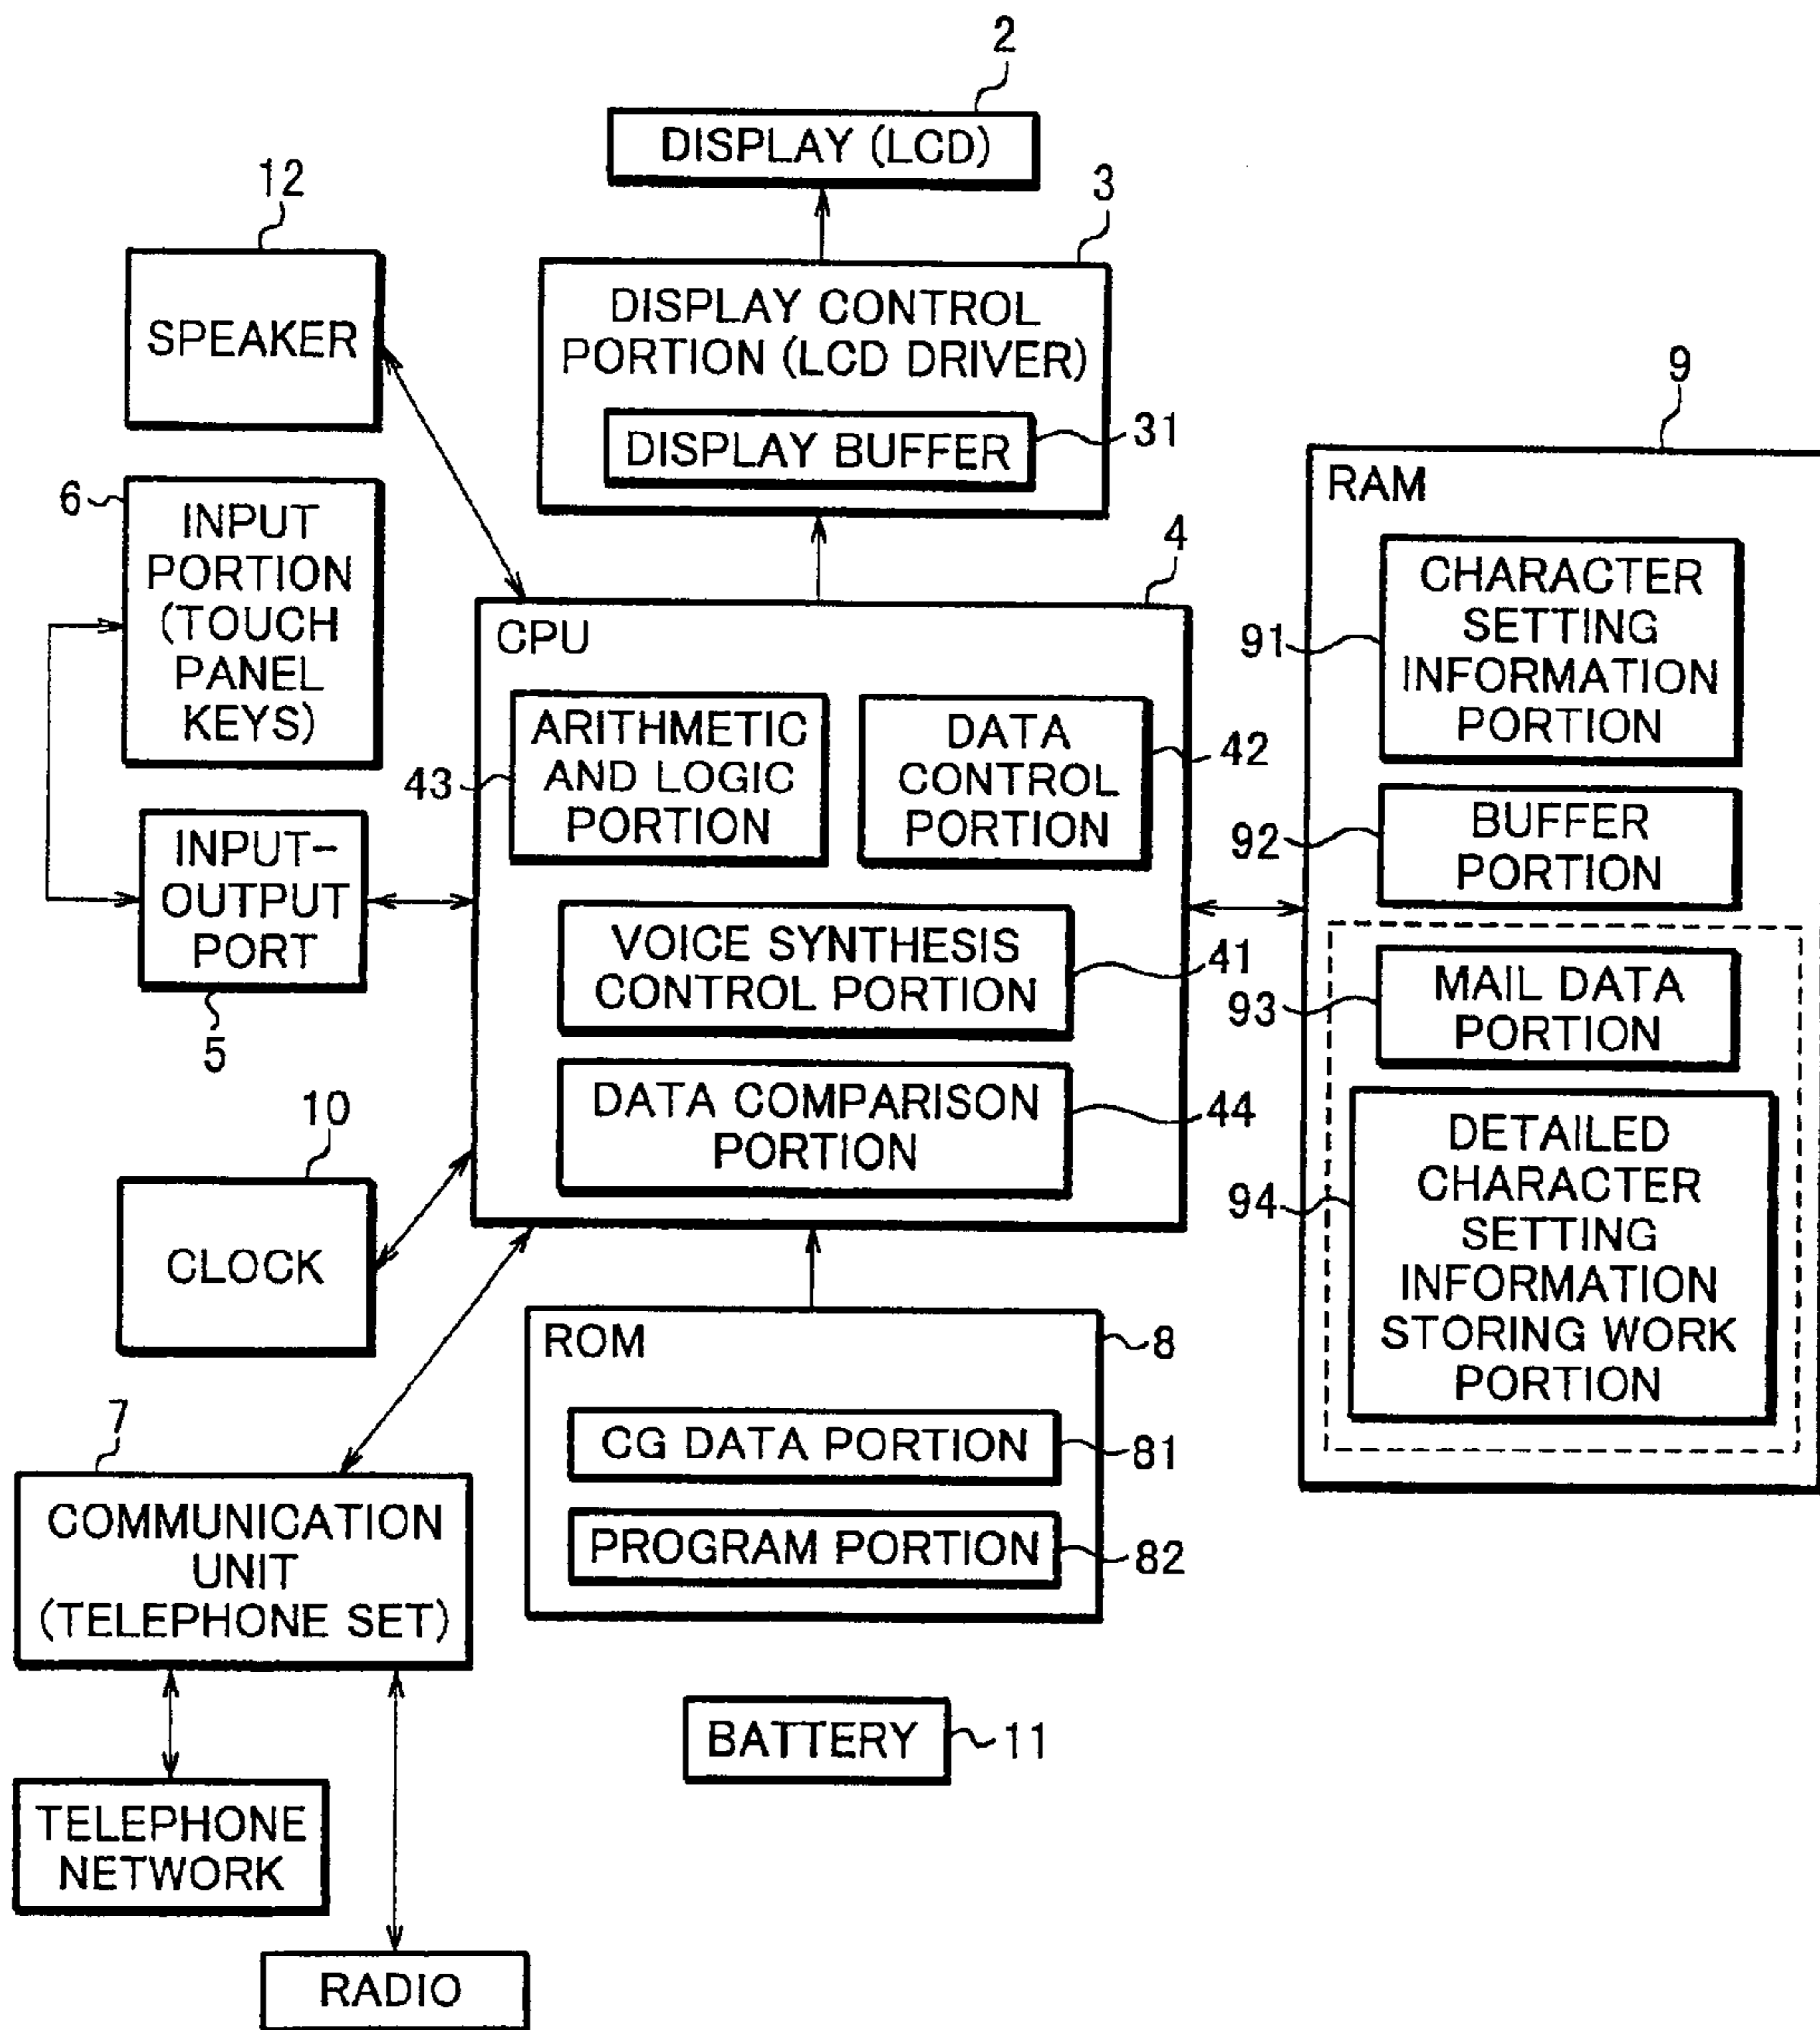 2
DISPLAY (LCD)
3
DISPLAY CONTROL
PORTION (LCD DRIVER)
DISPLAY BUFFER
31
12
SPEAKER
6
INPUT
PORTION
(TOUCH
PANEL
KEYS)
INPUT-
OUTPUT
PORT
5
4
CPU
ARITHMETIC
AND LOGIC
PORTION
43
DATA
CONTROL
PORTION
42
VOICE SYNTHESIS
CONTROL PORTION
41
DATA COMPARISON
PORTION
44
9
RAM
CHARACTER
SETTING
INFORMATION
PORTION
91
BUFFER
PORTION
92
MAIL DATA
PORTION
93
DETAILED
CHARACTER
SETTING
INFORMATION
STORING WORK
PORTION
94
10
CLOCK
ROM
8
CG DATA PORTION
81
PROGRAM PORTION
82
7
COMMUNICATION
UNIT
(TELEPHONE SET)
BATTERY
11
TELEPHONE
NETWORK
RADIO